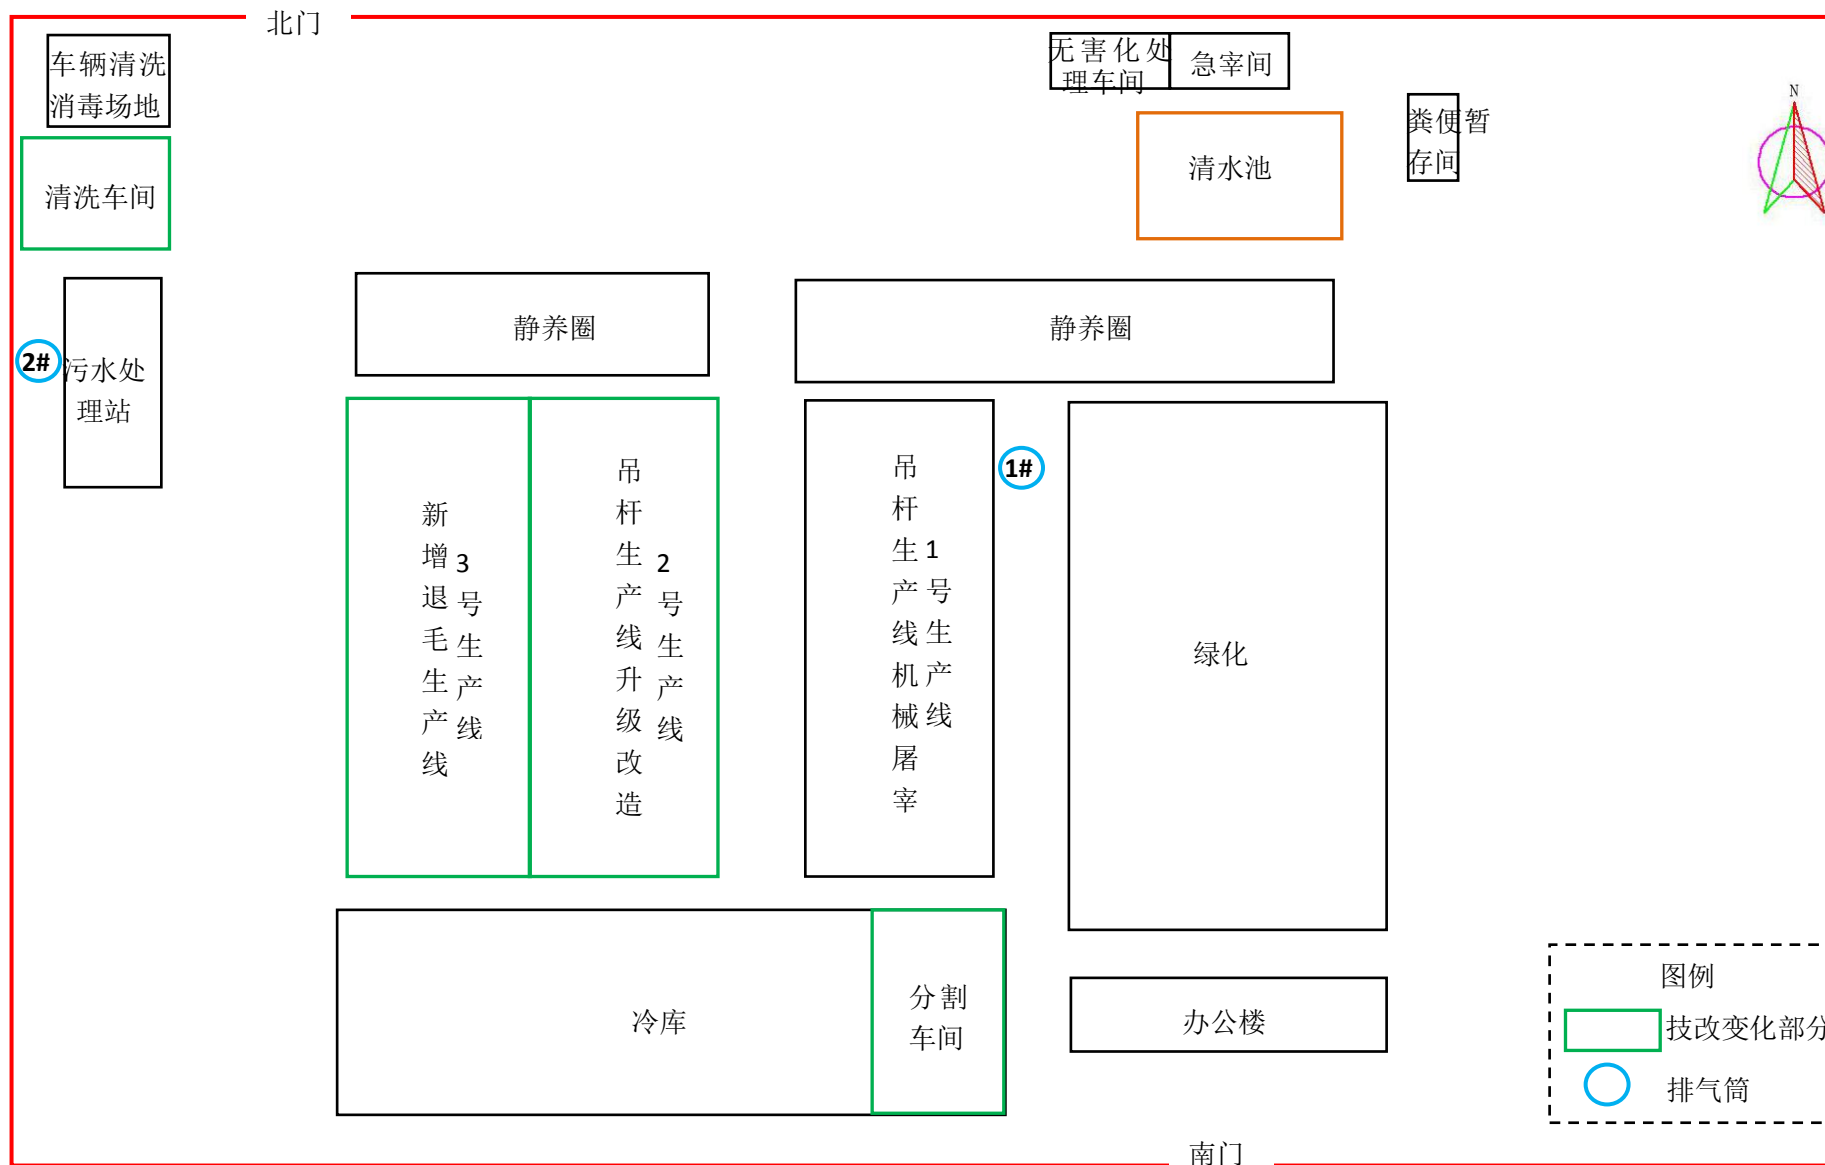 北门
车辆清洗
消毒场地
无害化处
理车间
急宰间
粪便暂
存间
N
清洗车间
清水池
静养圈
静养圈
2#
污水处
理站
新增退毛生产线
3号生产线
吊杆生产线升级改造
2号生产线
吊杆生产线机械屠宰
1号生产线
1#
绿化
冷库
分割
车间
办公楼
图例
技改变化部分
排气筒
南门